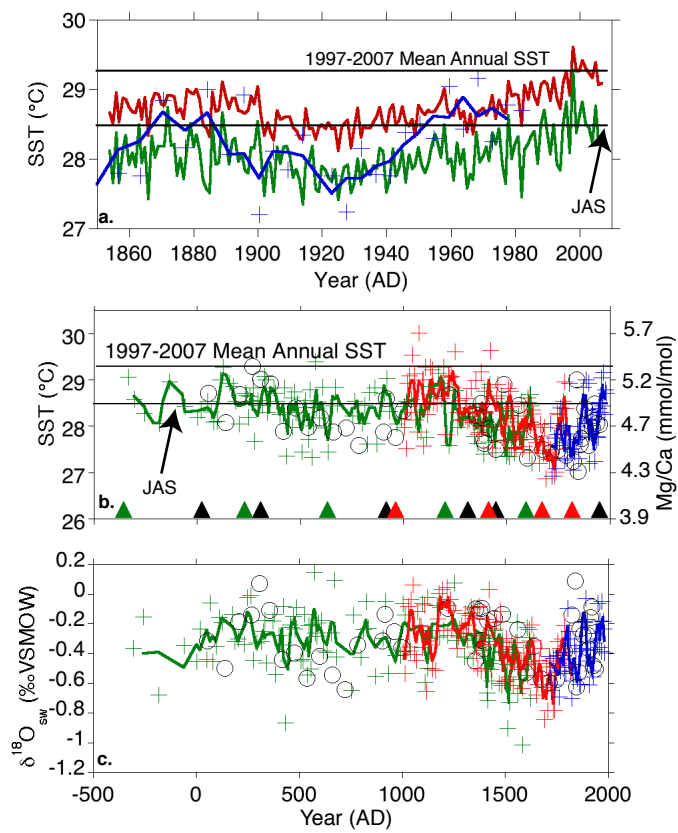 30
29
28
27
SST (°C)
1997-2007 Mean Annual SST
JAS
a.
1860 1880 1900 1920 1940 1960 1980 2000
Year (AD)
30
29
28
27
26
SST (°C)
1997-2007 Mean Annual SST
JAS
b.
5.7
5.2
4.7
4.3
3.9
Mg/Ca (mmol/mol)
0.2
0
-0.2
-0.4
-0.6
-0.8
-1
-1.2
δ18Osw (‰VSMOW)
c.
-500 0 500 1000 1500 2000
Year (AD)